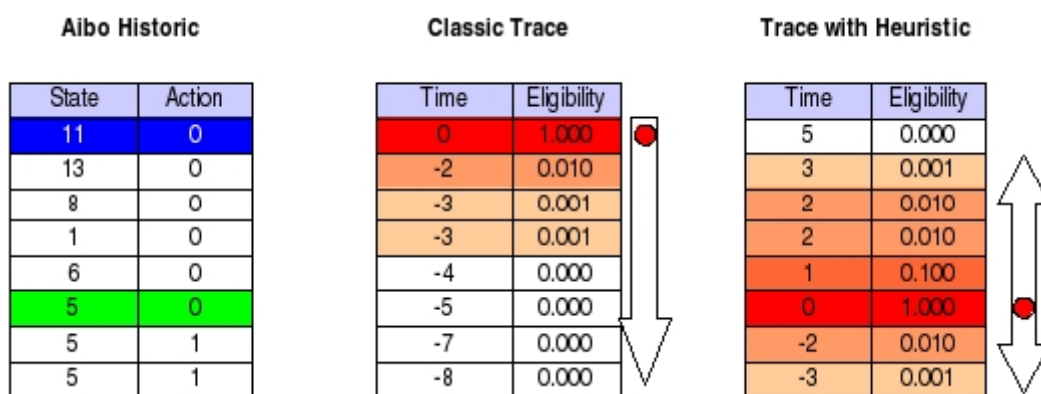 Aibo Historic Classic Trace Trace with Heuristic
State Action Time Eligibility Time Eligibility
11 0 0 1.000 5 0.000
13 0 -2 0.010 3 0.001
8 0 -3 0.001 2 0.010
1 0 -3 0.001 2 0.010
6 0 -4 0.000 1 0.100
5 0 -5 0.000 0 1.000
5 1 -7 0.000 -2 0.010
5 1 -8 0.000 -3 0.001